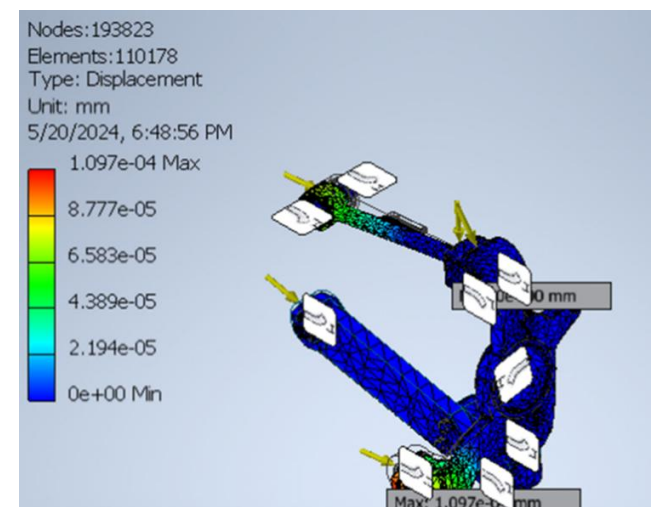 Nodes:193823
Elements:110178
Type: Displacement
Unit: mm
5/20/2024, 6:48:56 PM
1.097e-04 Max
8.777e-05
6.583e-05
4.389e-05
2.194e-05
0e+00 Min
00 mm
Max: 1.097e-0 mm